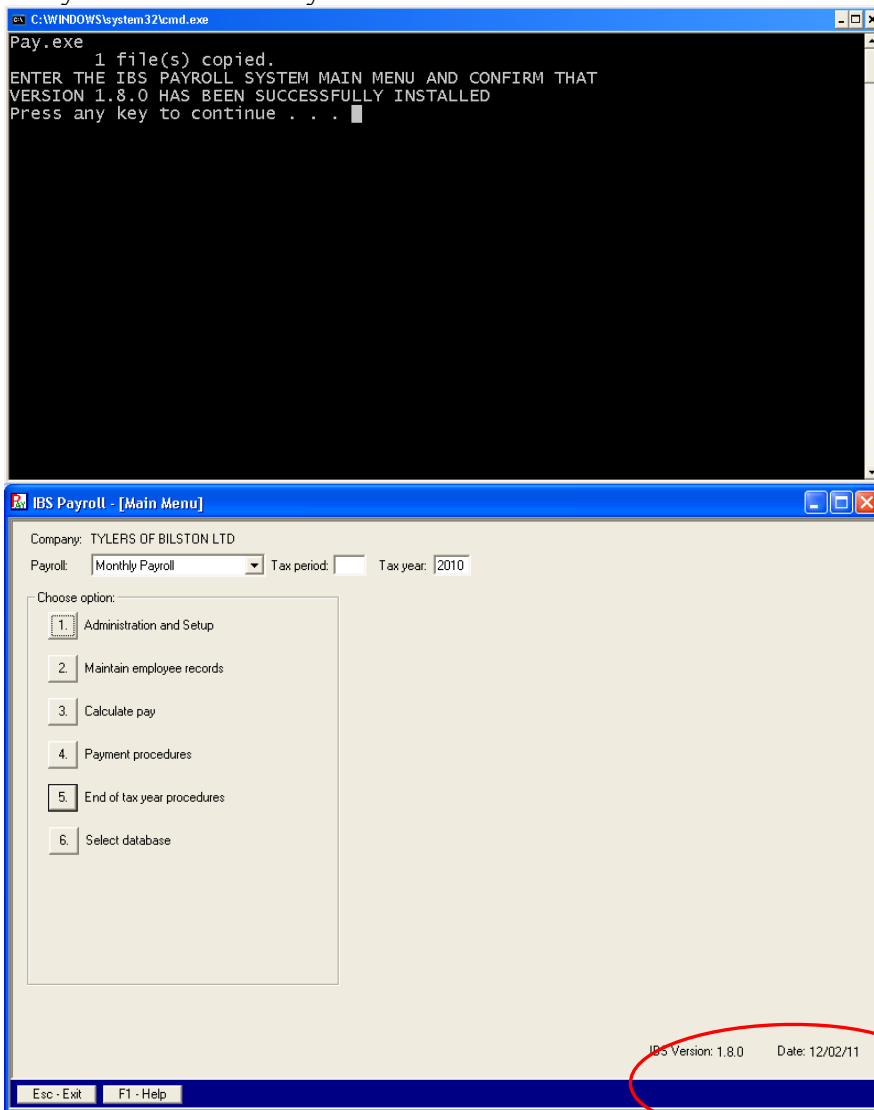 C:\WINDOWS\system32\cmd.exe
Pay.exe
1 file(s) copied.
ENTER THE IBS PAYROLL SYSTEM MAIN MENU AND CONFIRM THAT
VERSION 1.8.0 HAS BEEN SUCCESSFULLY INSTALLED
Press any key to continue . . .
IBS Payroll - [Main Menu]
Company: TYLERS OF BILSTON LTD
Payroll: Monthly Payroll Tax period: Tax year: 2010
Choose option:
1. Administration and Setup
2. Maintain employee records
3. Calculate pay
4. Payment procedures
5. End of tax year procedures
6. Select database
IBS Version: 1.8.0 Date: 12/02/11
Esc - Exit F1 - Help